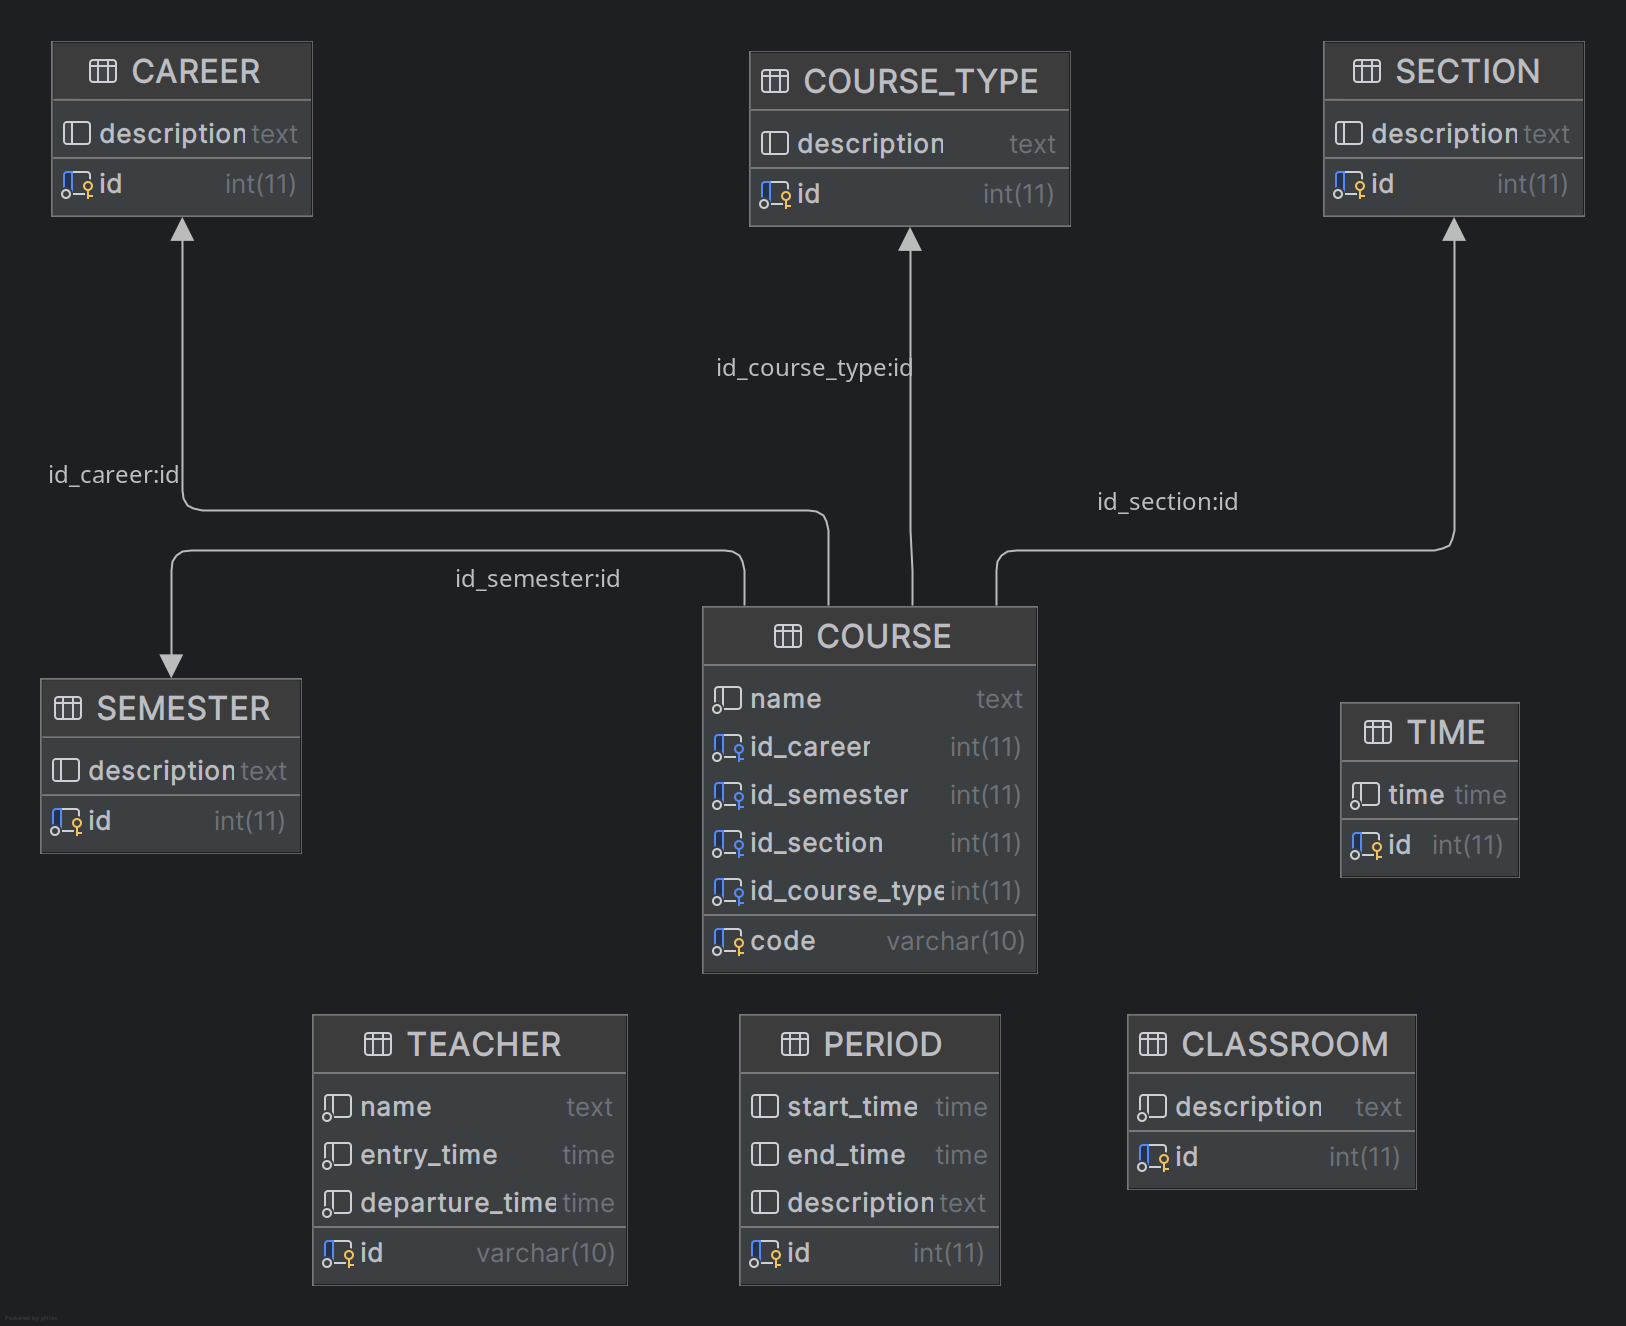 CAREER
description text
id int(11)
COURSE_TYPE
description text
id int(11)
SECTION
description text
id int(11)
id_course_type:id
id_career:id
id_section:id
id_semester:id
SEMESTER
description text
id int(11)
COURSE
name text
id_career int(11)
id_semester int(11)
id_section int(11)
id_course_type int(11)
code varchar(10)
TIME
time time
id int(11)
TEACHER
name text
entry_time time
departure_time time
id varchar(10)
PERIOD
start_time time
end_time time
description text
id int(11)
CLASSROOM
description text
id int(11)
Powered by yFiles